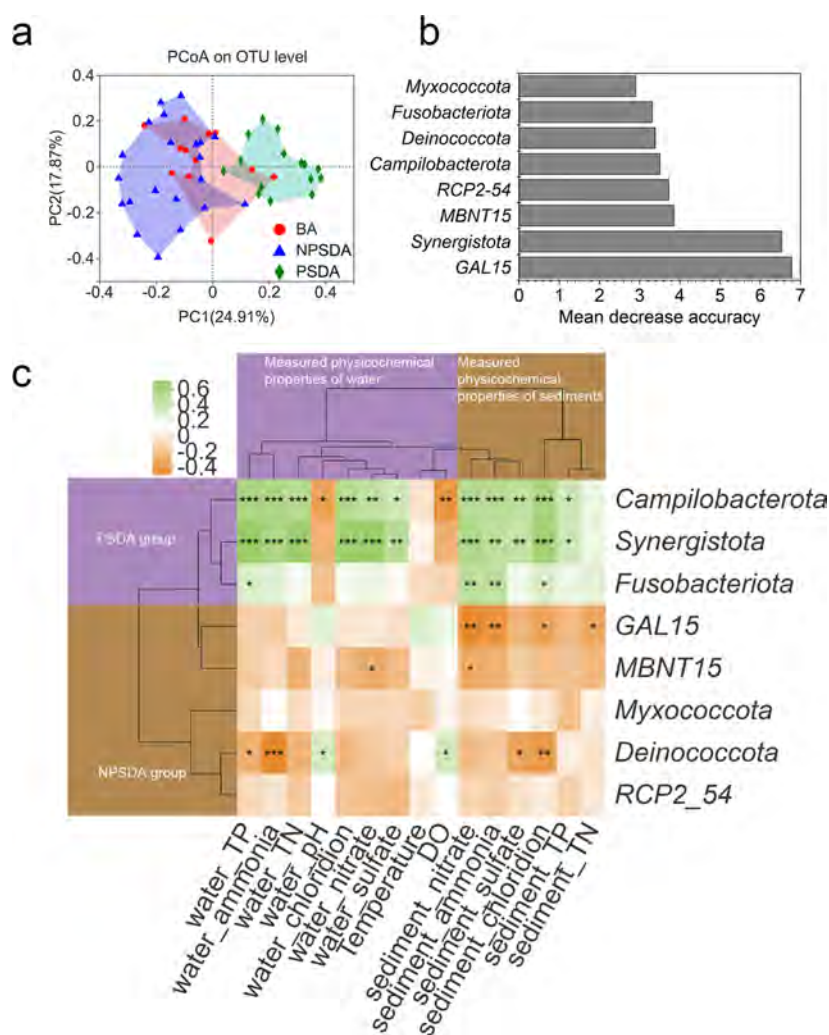 a
PCoA on OTU level
0.4
0.2
0
-0.2
-0.4
PC2(17.87%)
-0.4 -0.2 0 0.2 0.4
PC1(24.91%)
BA
NPSDA
PSDA
b
Myxococcota
Fusobacteriota
Deinococcota
Campilobacterota
RCP2-54
MBNT15
Synergistota
GAL15
0 1 2 3 4 5 6 7
Mean decrease accuracy
c
0.6
0.4
0.2
0
-0.2
-0.4
Measured physicochemical
properties of water
Measured
physicochemical
properties of sediments
PSDA group
NPSDA group
*** *** *** * *** ** * ** *** *** ** *** * Campilobacterota
*** *** *** *** *** ** *** ** ** *** * Synergistota
* ** ** * Fusobacteriota
** ** * * GAL15
* * MBNT15
Myxococcota
* *** * * * ** Deinococcota
RCP2_54
water_TP
water_ammonia
water_TN
water_pH
water_chloridion
water_nitrate
water_sulfate
Temperature
DO
sediment_nitrate
sediment_ammonia
sediment_sulfate
sediment_chloridion
sediment_TP
sediment_TN